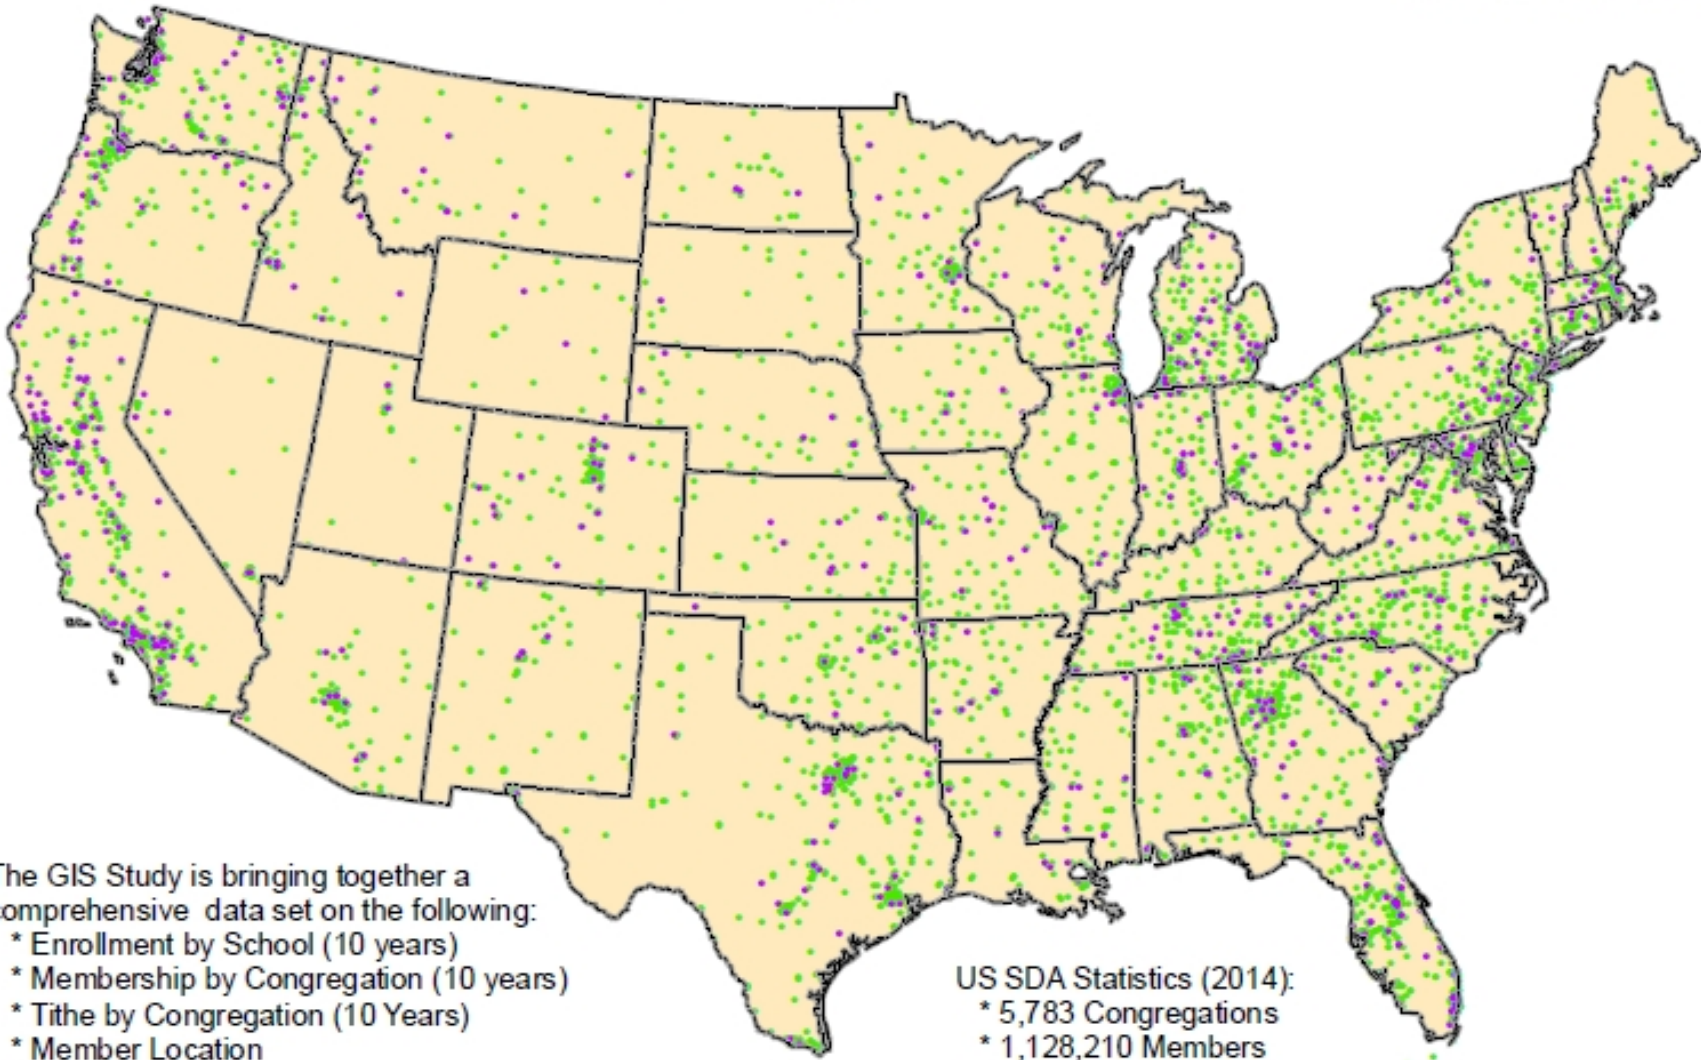 The GIS Study is bringing together a
comprehensive data set on the following:
* Enrollment by School (10 years)
* Membership by Congregation (10 years)
* Tithe by Congregation (10 Years)
* Member Location
US SDA Statistics (2014):
* 5,783 Congregations
* 1,128,210 Members